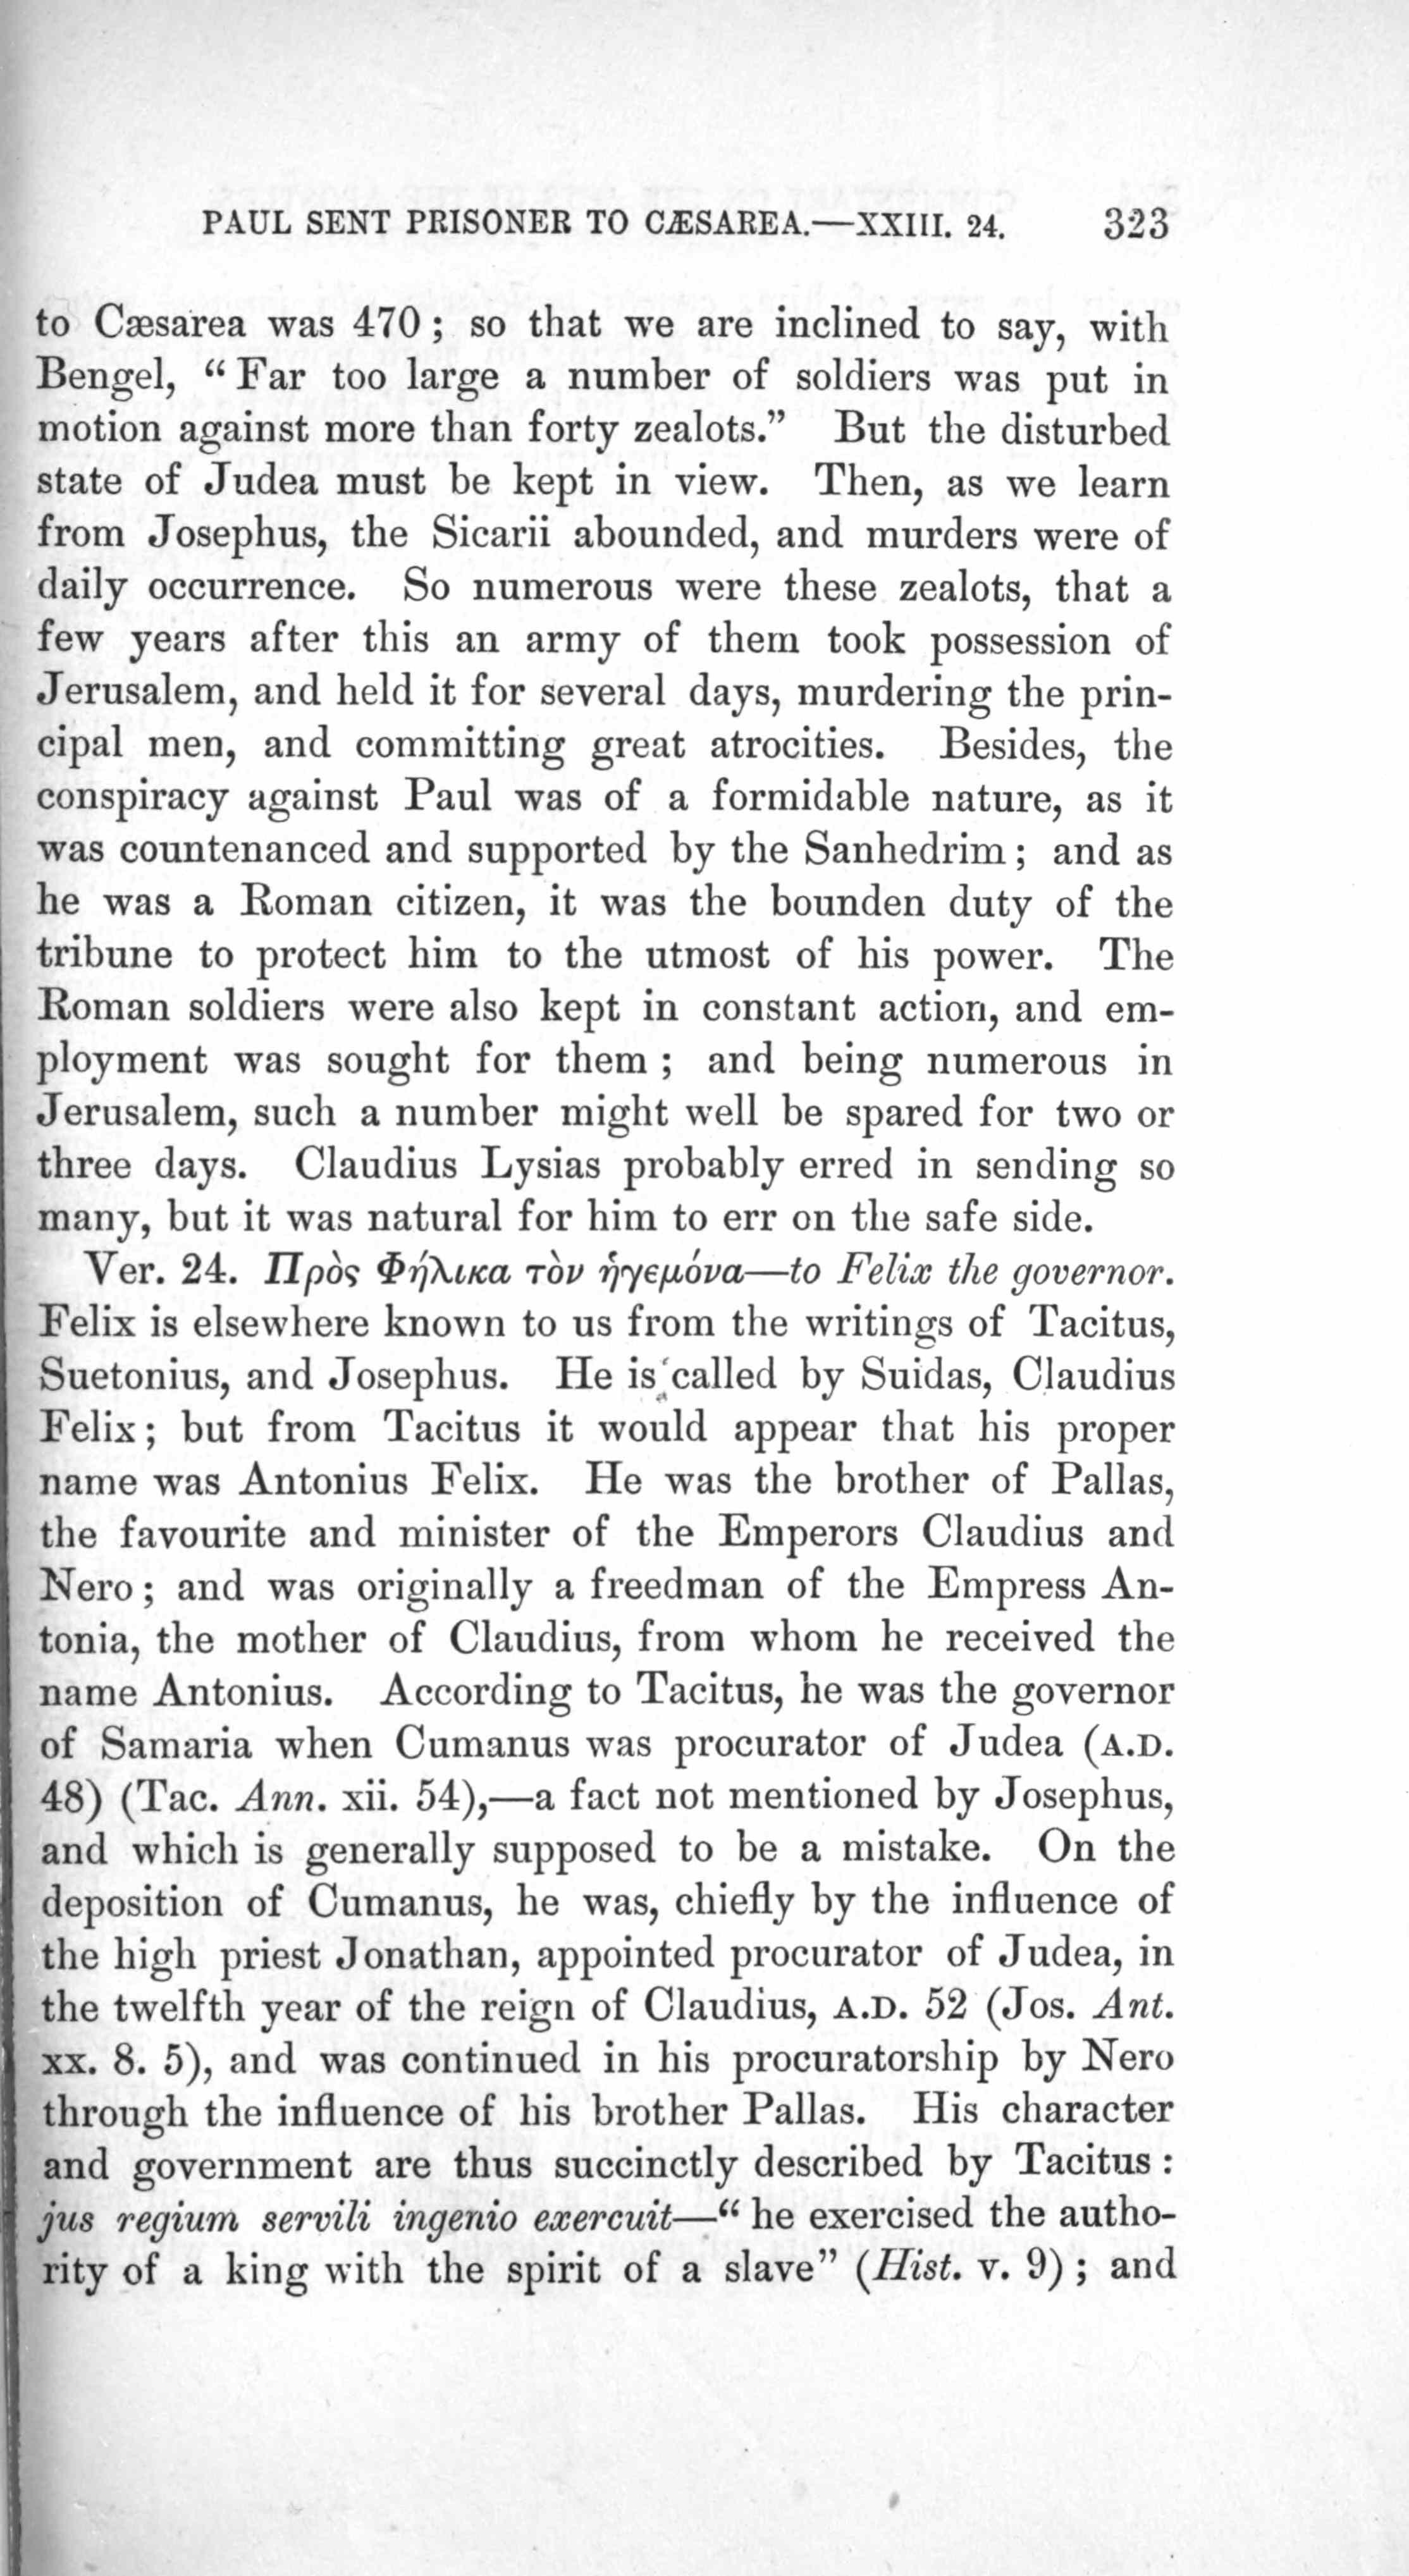 PAUL SENT PRISONER TO CÆSAREA.—XXIII. 24. 323
to Cæsarea was 470; so that we are inclined to say, with
Bengel, “Far too large a number of soldiers was put in
motion against more than forty zealots.” But the disturbed
state of Judea must be kept in view. Then, as we learn
from Josephus, the Sicarii abounded, and murders were of
daily occurrence. So numerous were these zealots, that a
few years after this an army of them took possession of
Jerusalem, and held it for several days, murdering the prin-
cipal men, and committing great atrocities. Besides, the
conspiracy against Paul was of a formidable nature, as it
was countenanced and supported by the Sanhedrim; and as
he was a Roman citizen, it was the bounden duty of the
tribune to protect him to the utmost of his power. The
Roman soldiers were also kept in constant action, and em-
ployment was sought for them; and being numerous in
Jerusalem, such a number might well be spared for two or
three days. Claudius Lysias probably erred in sending so
many, but it was natural for him to err on the safe side.
Ver. 24. Πρὸς Φήλικα τὸν ἡγεμόνα—to Felix the governor.
Felix is elsewhere known to us from the writings of Tacitus,
Suetonius, and Josephus. He is called by Suidas, Claudius
Felix; but from Tacitus it would appear that his proper
name was Antonius Felix. He was the brother of Pallas,
the favourite and minister of the Emperors Claudius and
Nero; and was originally a freedman of the Empress An-
tonia, the mother of Claudius, from whom he received the
name Antonius. According to Tacitus, he was the governor
of Samaria when Cumanus was procurator of Judea (A.D.
48) (Tac. Ann. xii. 54),—a fact not mentioned by Josephus,
and which is generally supposed to be a mistake. On the
deposition of Cumanus, he was, chiefly by the influence of
the high priest Jonathan, appointed procurator of Judea, in
the twelfth year of the reign of Claudius, A.D. 52 (Jos. Ant.
xx. 8. 5), and was continued in his procuratorship by Nero
through the influence of his brother Pallas. His character
and government are thus succinctly described by Tacitus:
jus regium servili ingenio exercuit—“he exercised the autho-
rity of a king with the spirit of a slave” (Hist. v. 9); and